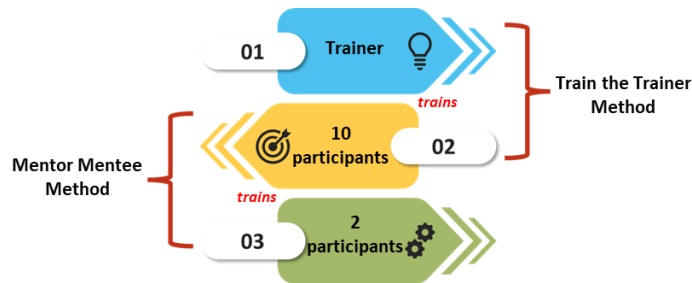 01
Trainer
trains
Train the Trainer
Method
10
participants
02
Mentor Mentee
Method
trains
2
participants
03